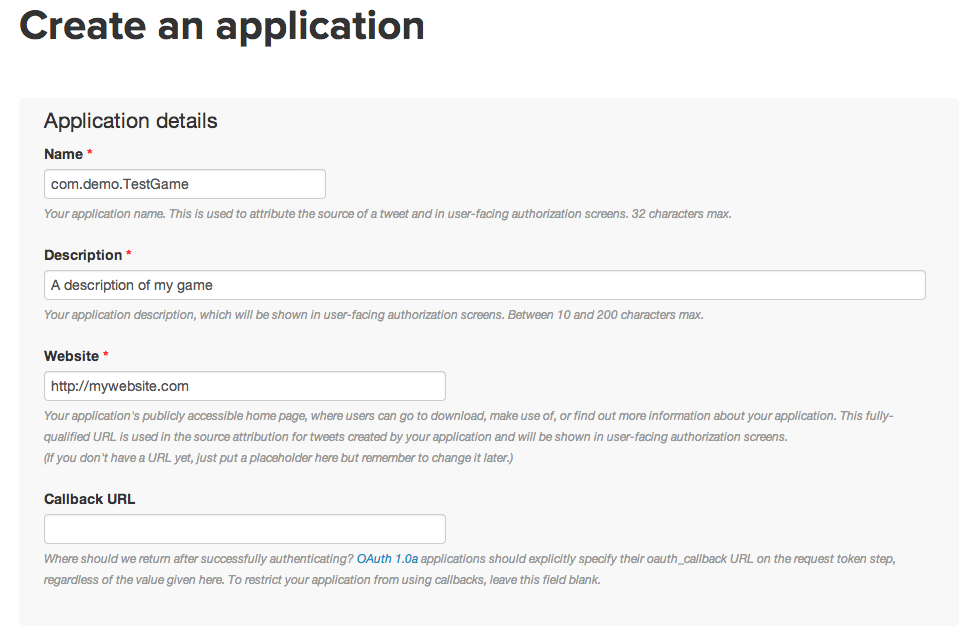 Create an application
Application details
Name *
com.demo.TestGame
Your application name. This is used to attribute the source of a tweet and in user-facing authorization screens. 32 characters max.
Description *
A description of my game
Your application description, which will be shown in user-facing authorization screens. Between 10 and 200 characters max.
Website *
http://mywebsite.com
Your application's publicly accessible home page, where users can go to download, make use of, or find out more information about your application. This fully-
qualified URL is used in the source attribution for tweets created by your application and will be shown in user-facing authorization screens.
(If you don't have a URL yet, just put a placeholder here but remember to change it later.)
Callback URL
Where should we return after successfully authenticating? OAuth 1.0a applications should explicitly specify their oauth_callback URL on the request token step,
regardless of the value given here. To restrict your application from using callbacks, leave this field blank.